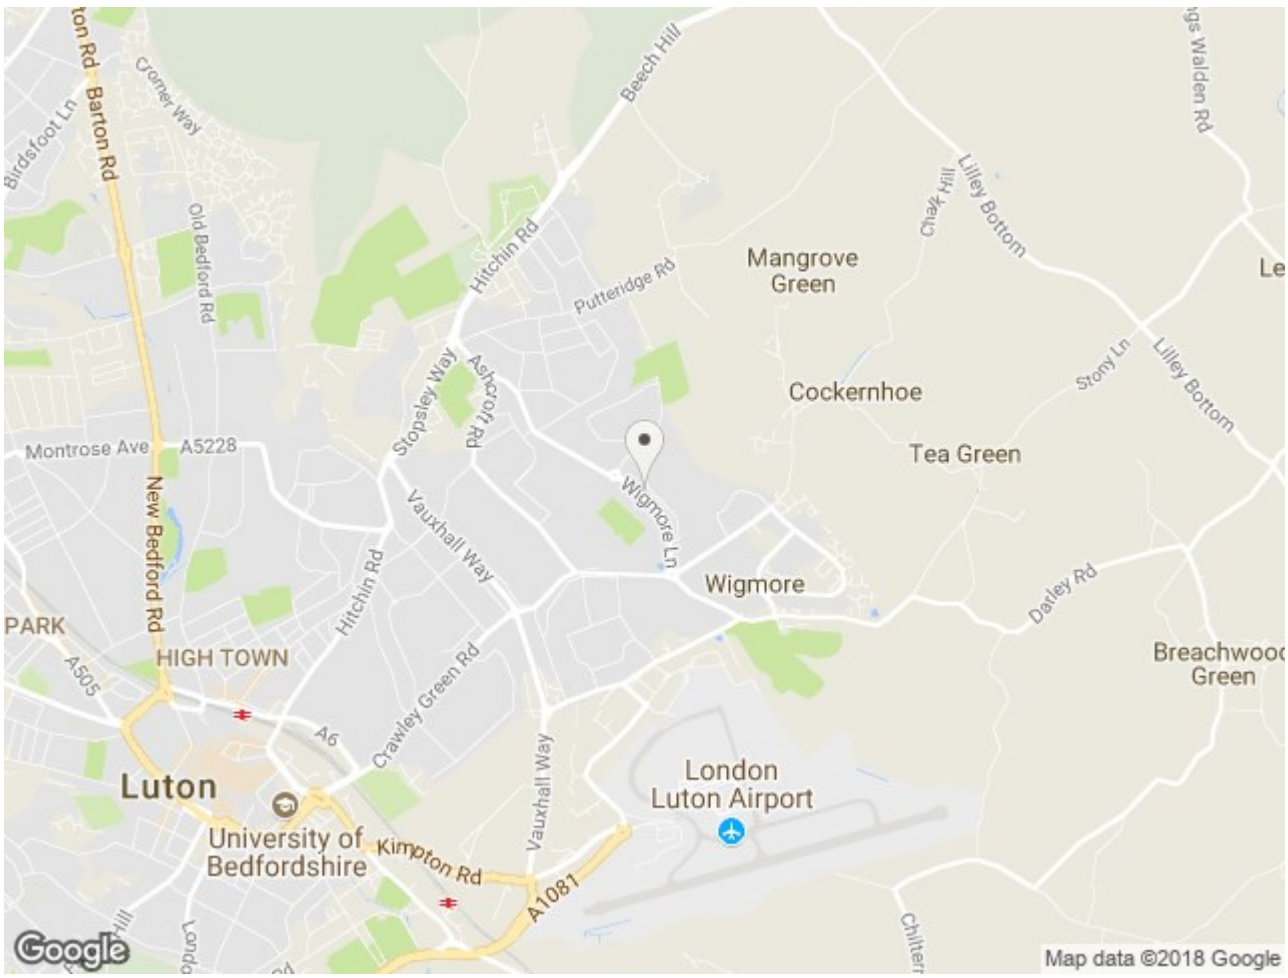 ton Rd
Barton Rd
Cromer Way
Birdsfoot Ln
Old Bedford Rd
Beech Hill
Hitchin Rd
Putteridge Rd
Mangrove
Green
Chalk Hill
Lilley Bottom
gs Walden Rd
Le
Stopsley Way
Ashcroft Rd
Cockernhoe
Stony Ln
Lilley Bottom
Montrose Ave
A5228
Tea Green
New Bedford Rd
Vauxhall Way
Wigmore Ln
Hitchin Rd
Wigmore
Darley Rd
PARK
A505
HIGH TOWN
Crawley Green Rd
Breachwood
Green
A6
Vauxhall Way
Luton
London
Luton Airport
University of
Bedfordshire
Kimpton Rd
A1081
Hill
Londo
Rd
Chiltern
Google
Map data ©2018 Google